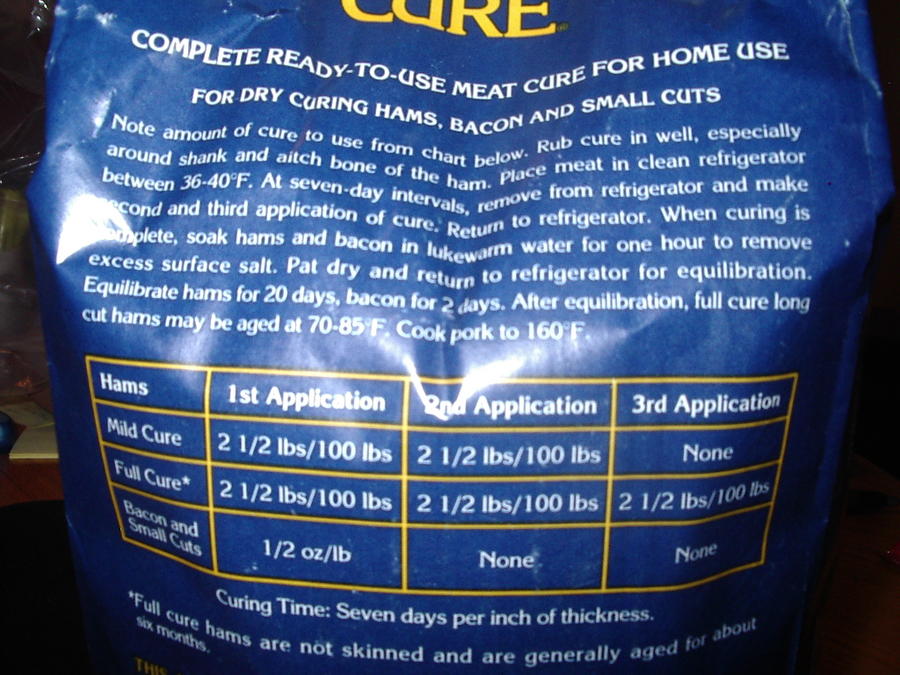 CURE
COMPLETE READY-TO-USE MEAT CURE FOR HOME USE
FOR DRY CURING HAMS, BACON AND SMALL CUTS
Note amount of cure to use from chart below. Rub cure in well, especially
around shank and aitch bone of the ham. Place meat in clean refrigerator
between 36-40°F. At seven-day intervals, remove from refrigerator and make
second and third application of cure. Return to refrigerator. When curing is
complete, soak hams and bacon in lukewarm water for one hour to remove
excess surface salt. Pat dry and return to refrigerator for equilibration.
Equilibrate hams for 20 days, bacon for 2 days. After equilibration, full cure long
cut hams may be aged at 70-85°F. Cook pork to 160°F.
Hams 1st Application 2nd Application 3rd Application
Mild Cure 2 1/2 lbs/100 lbs 2 1/2 lbs/100 lbs None
Full Cure* 2 1/2 lbs/100 lbs 2 1/2 lbs/100 lbs 2 1/2 lbs/100 lbs
Bacon and
Small Cuts 1/2 oz/lb None None
Curing Time: Seven days per inch of thickness.
*Full cure hams are not skinned and are generally aged for about
six months.
THIS